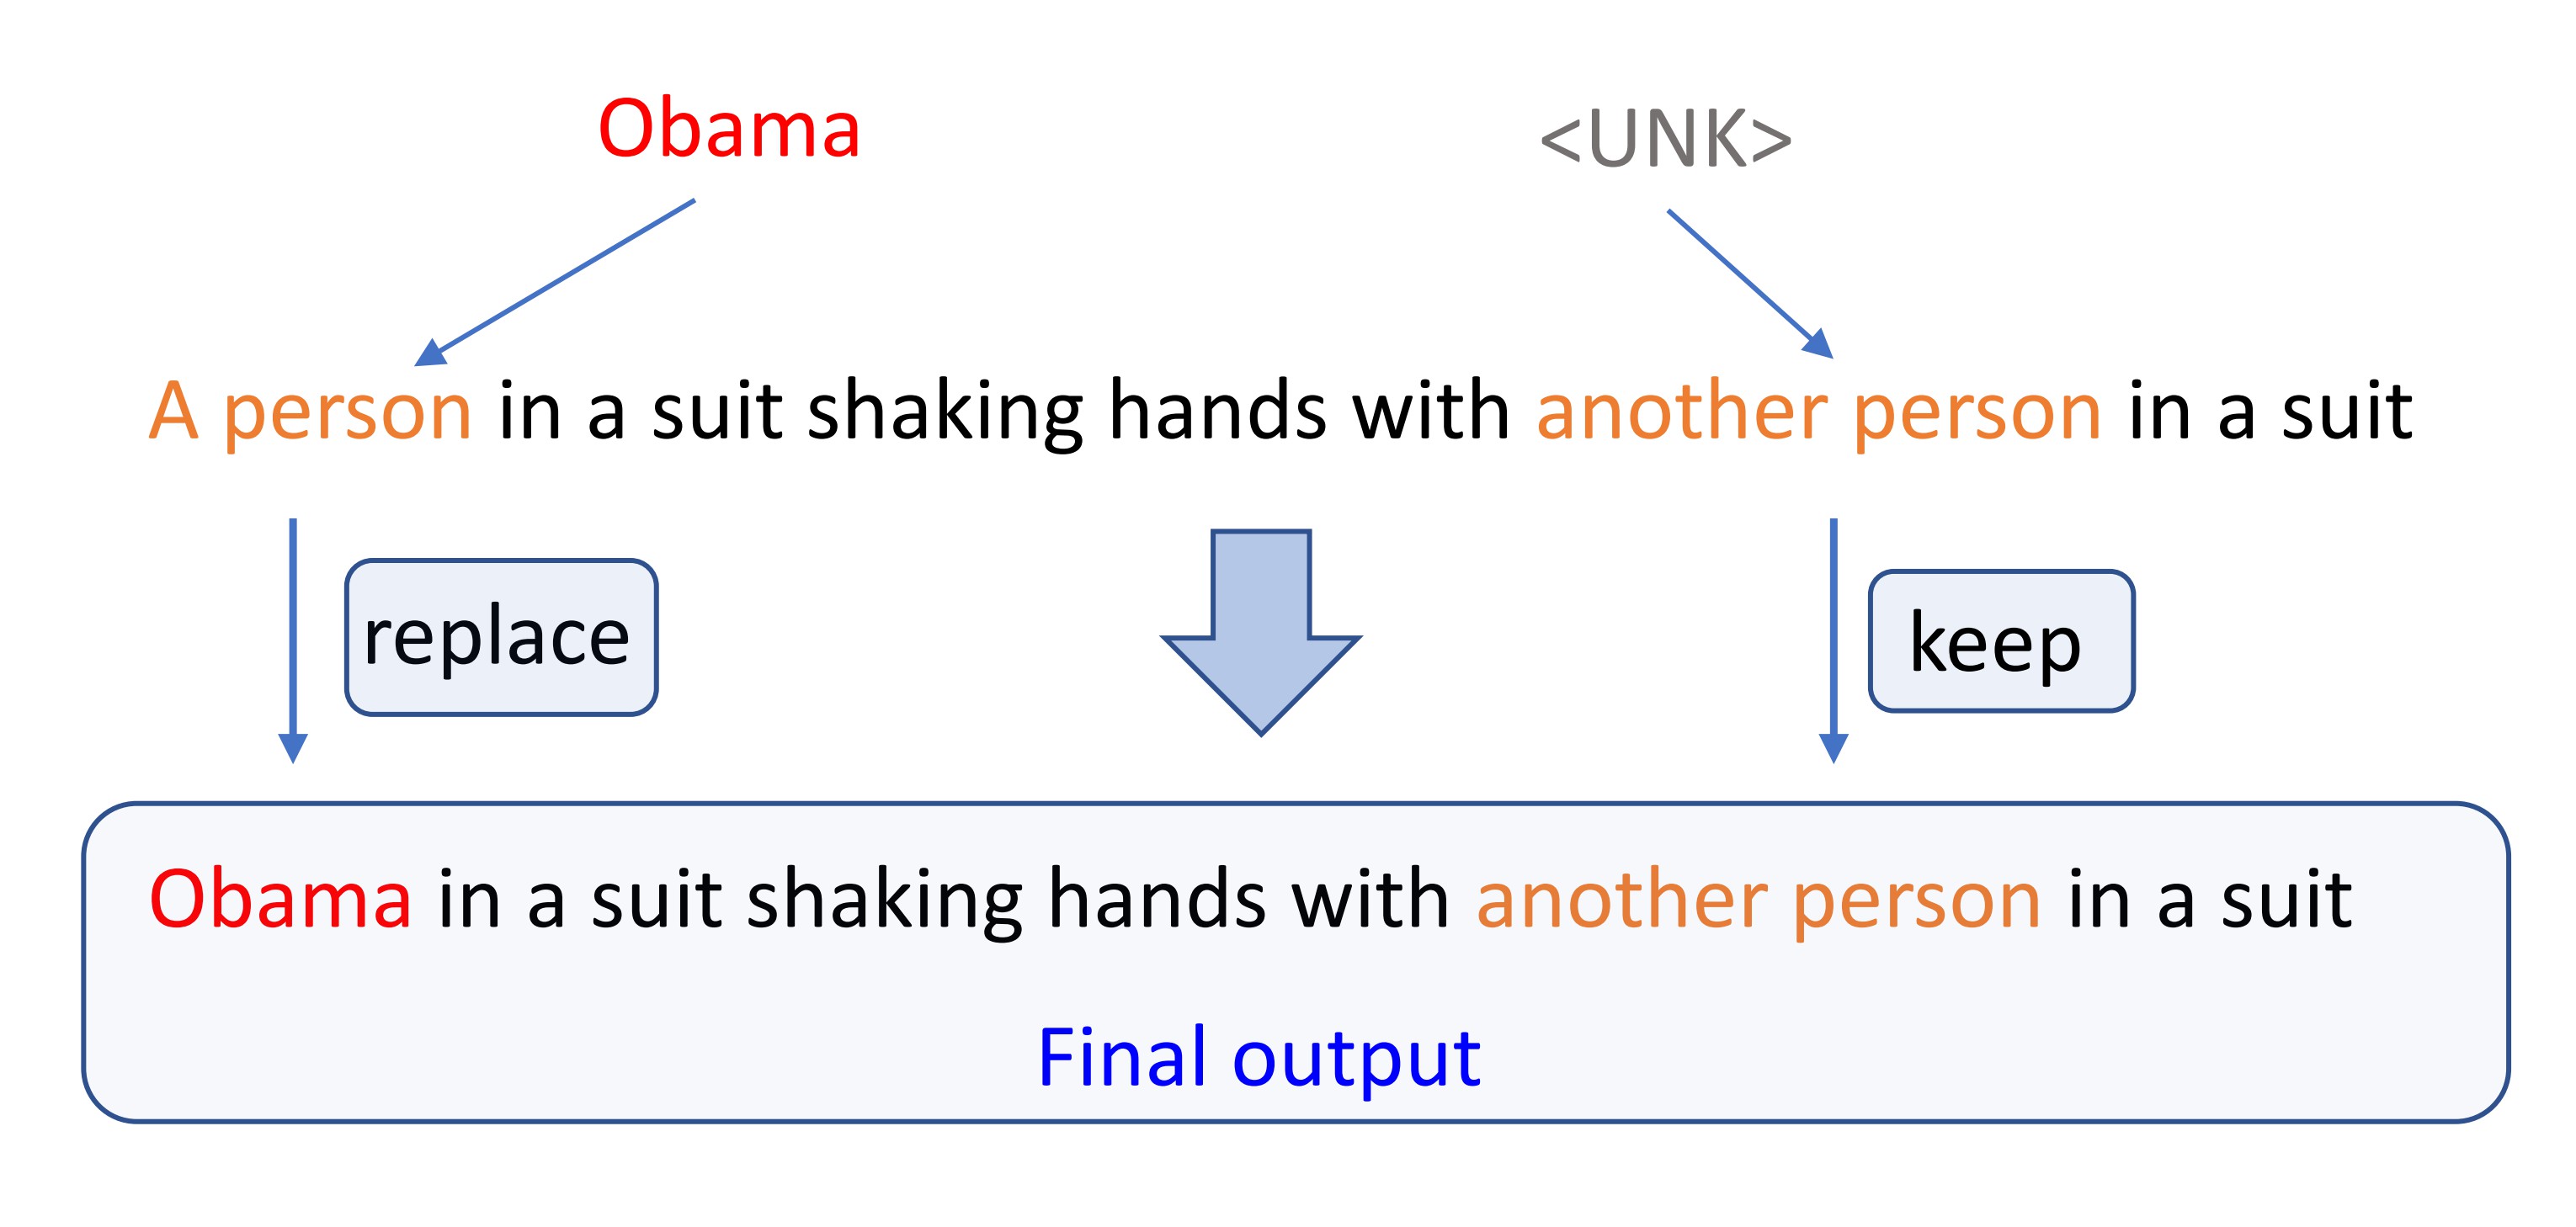 Obama <UNK>
A person in a suit shaking hands with another person in a suit
replace keep
Obama in a suit shaking hands with another person in a suit
Final output